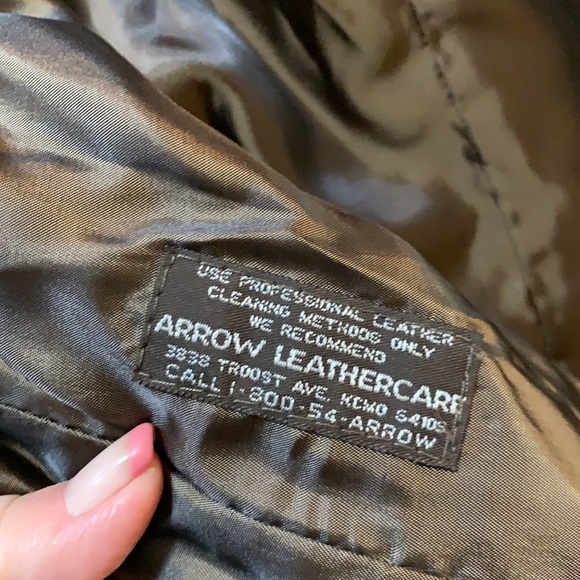 USE PROFESSIONAL LEATHER
CLEANING METHODS ONLY
WE RECOMMEND
ARROW LEATHERCARE
3838 TROOST AVE. KCMO 64109
CALL 1-800-54-ARROW